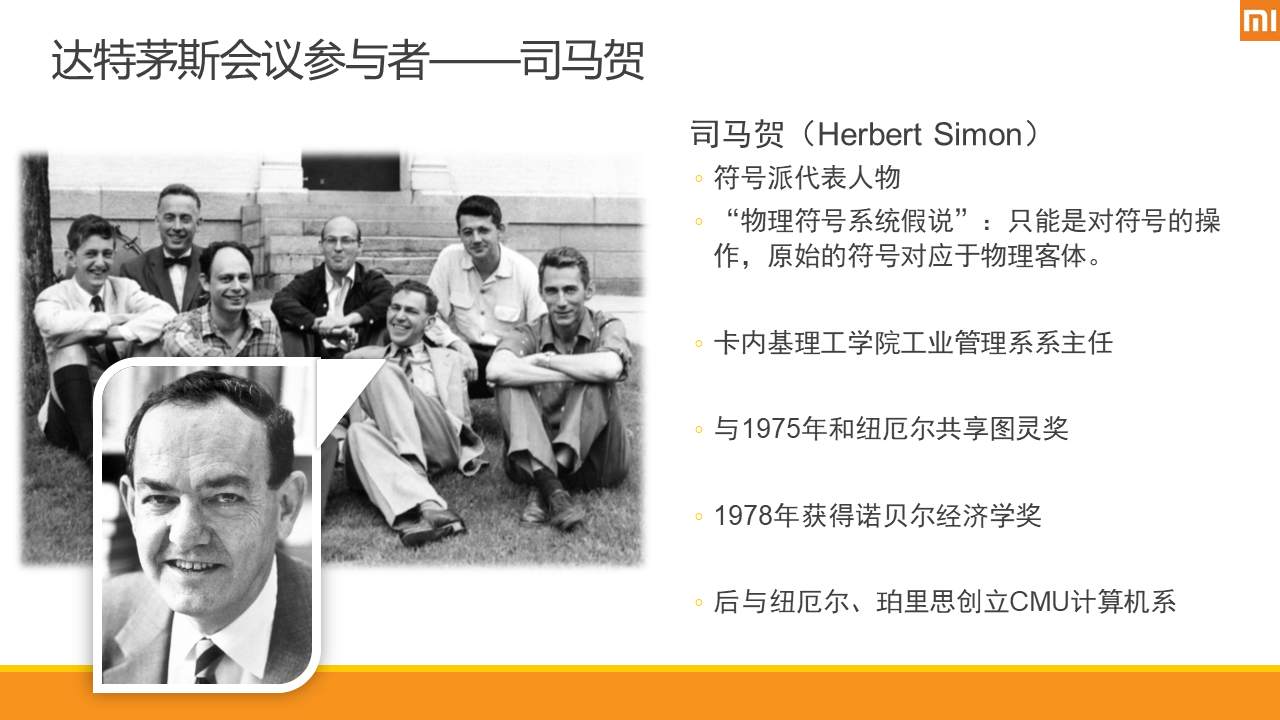 达特茅斯会议参与者——司马贺
mi
司马贺（Herbert Simon）
◦ 符号派代表人物
◦ “物理符号系统假说”：只能是对符号的操
作，原始的符号对应于物理客体。
◦ 卡内基理工学院工业管理系系主任
◦ 与1975年和纽厄尔共享图灵奖
◦ 1978年获得诺贝尔经济学奖
◦ 后与纽厄尔、珀里思创立CMU计算机系